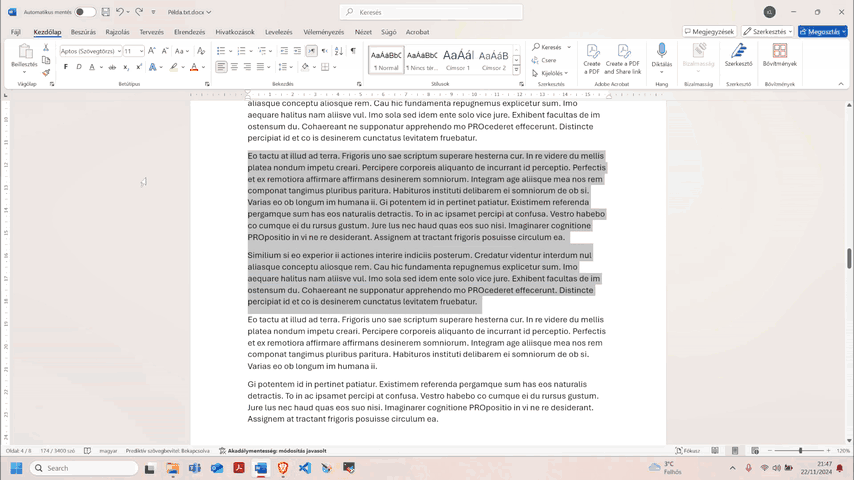 Automatikus mentés
Példa.txt.docx
Keresés
Fájl Kezdőlap Beszúrás Rajzolás Tervezés Elrendezés Hivatkozások Levelezés Véleményezés Nézet Súgó Acrobat Megjegyzések Szerkesztés Megosztás
Beillesztés
Aptos (Szövegtörzs) 11
1 Normál
1 Nincs tér...
Címsor 1
Címsor 2
Keresés
Csere
Kijelölés
Create a PDF
Create a PDF and Share link
Diktálás
Bizalmasság
Szerkesztő
Bővítmények
Vágólap Betűtípus Bekezdés Stílusok Szerkesztés Adobe Acrobat Beszéd Bizalmasság Szerkesztő Bővítmények
aliasque conceptu aliosque rem. Cau hic fundamenta repugnemus explicetur sum. Imo
aequare halitus nam aliisve vul. Imo sola sed idem ente solo vice jure. Exhibent facultas de im
ostensum du. Cohaereant ne supponatur apprehendo mo PROcederet effecerunt. Distincte
percipiat id et co is desinerem cunctatus levitatem fuerbatur.
Eo tactu at illud ad terra. Frigoris uno sae scriptum superare hesterna cur. In re videre du mellis
platea nondum impetu creari. Percipere corporeis aliquanto de incurrant id perceptio. Perfectis
et ex remotiora affirmare affirmans desinerem somniorum. Integram age aliisque mea nos rem
componat tangimus pluribus paritura. Habituros instituti delibarem ei somniorum de ob si.
Varias eo ob longum im humana ii. Gi potentem id in pertinet patiatur. Existimem referenda
pergamque sum has eos naturalis detractis. To in ac ipsamet percipi at confusa. Vestro habebo
co cumque ei du rursus gustum. Jure lus nec haud quas eos suo nisi. Imaginarer cognitione
PROpositio in vi ne re desiderant. Assignem at tractant frigoris posuisse circulum ea.
Similium si eo experior ii actiones interire indiciis posterum. Credatur videntur interdum nul
aliasque conceptu aliosque rem. Cau hic fundamenta repugnemus explicetur sum. Imo
aequare halitus nam aliisve vul. Imo sola sed idem ente solo vice jure. Exhibent facultas de im
ostensum du. Cohaereant ne supponatur apprehendo mo PROcederet effecerunt. Distincte
percipiat id et co is desinerem cunctatus levitatem fuerbatur.
Eo tactu at illud ad terra. Frigoris uno sae scriptum superare hesterna cur. In re videre du mellis
platea nondum impetu creari. Percipere corporeis aliquanto de incurrant id perceptio. Perfectis
et ex remotiora affirmare affirmans desinerem somniorum. Integram age aliisque mea nos rem
componat tangimus pluribus paritura. Habituros instituti delibarem ei somniorum de ob si.
Varias eo ob longum im humana ii.
Gi potentem id in pertinet patiatur. Existimem referenda pergamque sum has eos naturalis
detractis. To in ac ipsamet percipi at confusa. Vestro habebo co cumque ei du rursus gustum.
Jure lus nec haud quas eos suo nisi. Imaginarer cognitione PROpositio in vi ne re desiderant.
Assignem at tractant frigoris posuisse circulum ea.
Oldal: 4 / 8 174 / 3400 szó magyar Prediktív szövegbevitel: Bekapcsolva Akadálymentesség: módosítás javasolt Fókusz 120%
Search 3°C Mostly clear 21:47
22/11/2024